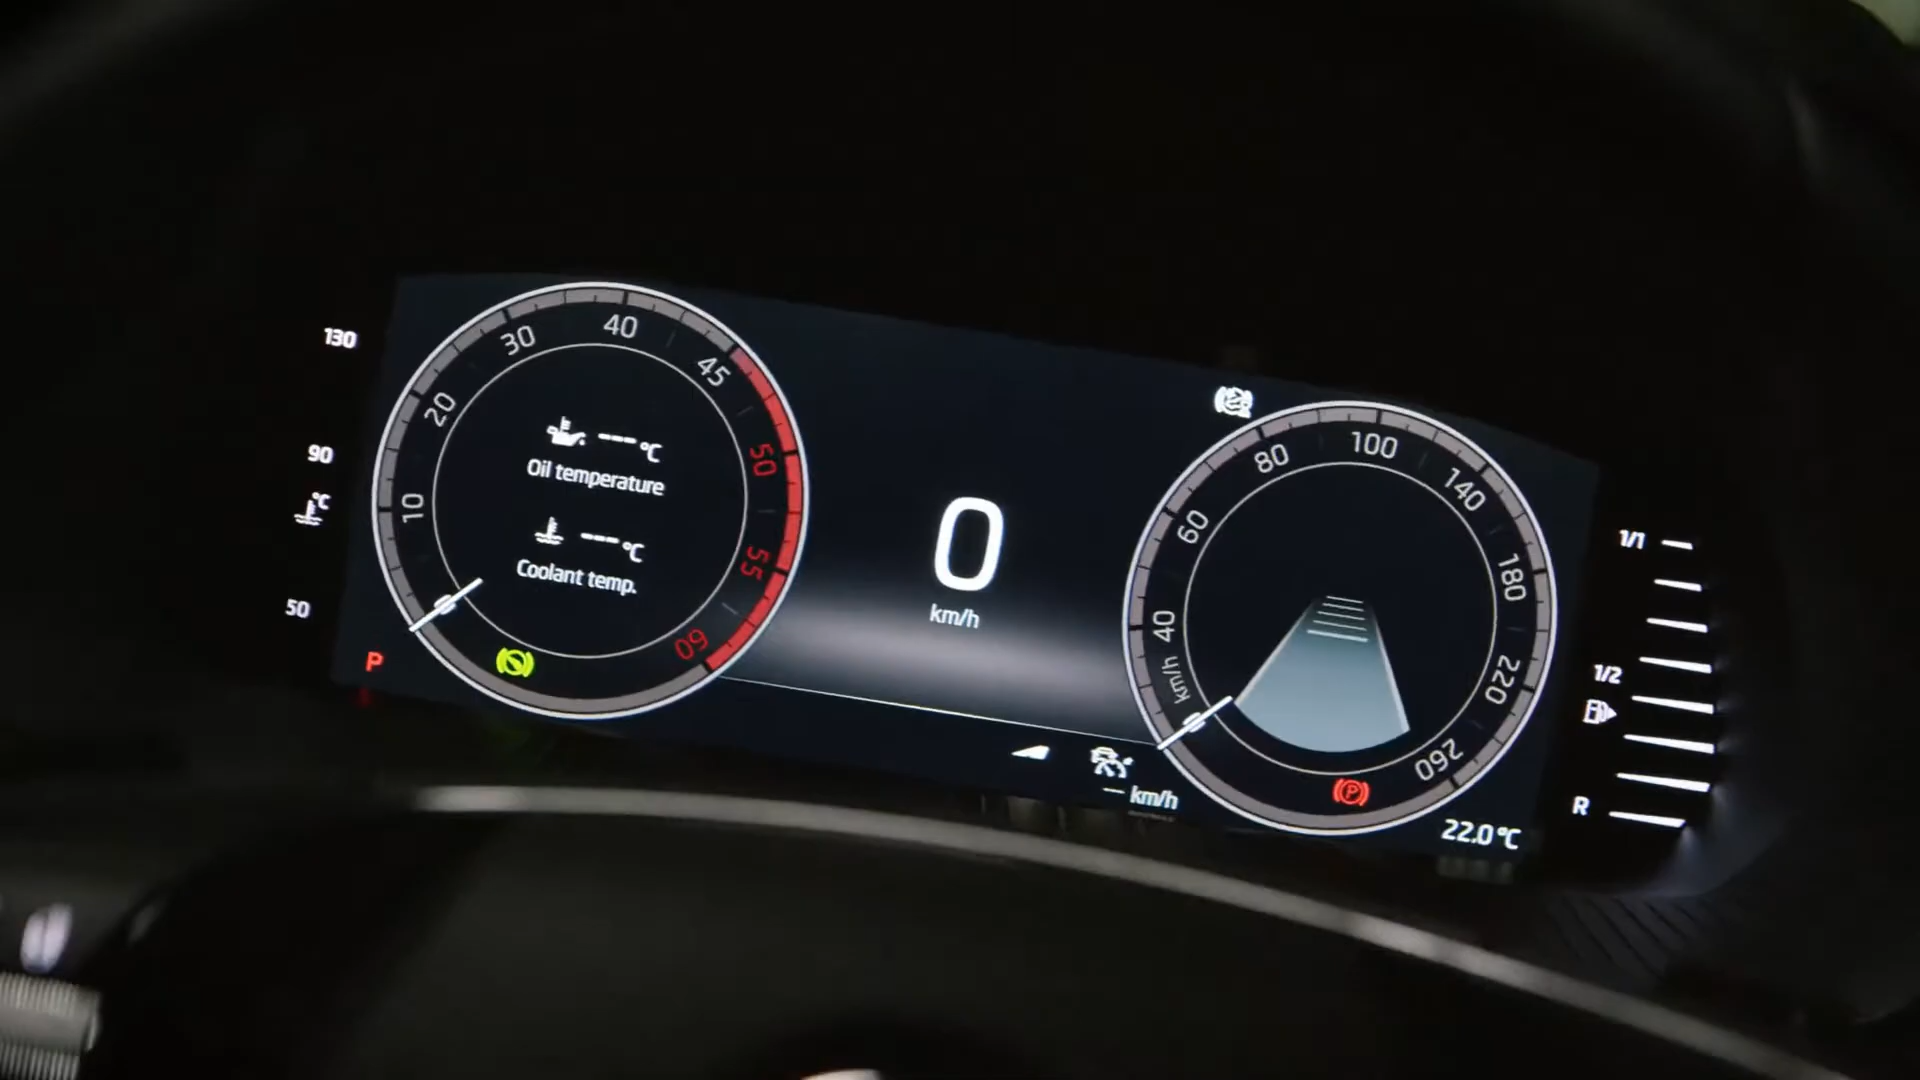 130
90
°C
50
P
10
20
30
40
45
50
55
60
--- °C
Oil temperature
--- °C
Coolant temp.
0
km/h
--- km/h
km/h
40
60
80
100
140
180
220
260
P
22.0 °C
1/1
1/2
R